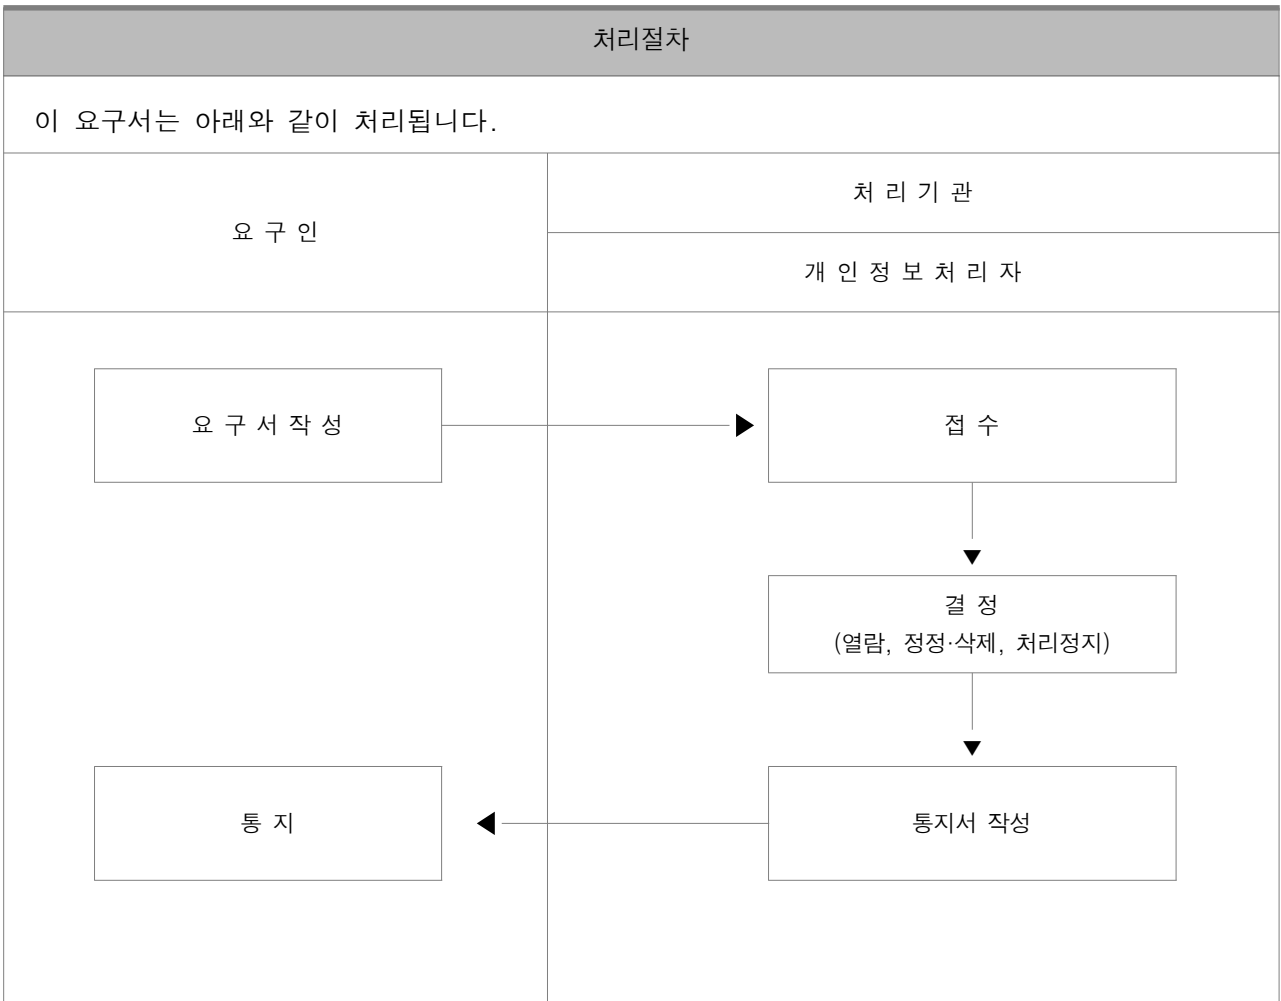 처리절차
이 요구서는 아래와 같이 처리됩니다.
요 구 인
처 리 기 관
개 인 정 보 처 리 자
요 구 서 작 성
▶
접 수
▼
결 정
(열람, 정정·삭제, 처리정지)
▼
통 지
◀
통지서 작성